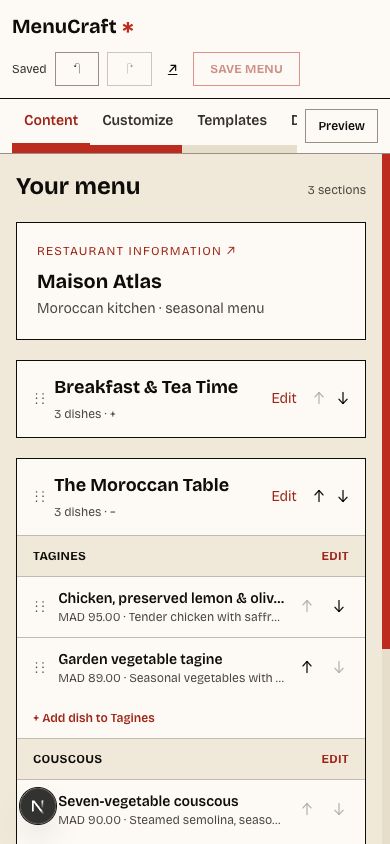 MenuCraft *
Saved
SAVE MENU
Content Customize Templates D
Preview
Your menu
3 sections
RESTAURANT INFORMATION ↗
Maison Atlas
Moroccan kitchen · seasonal menu
Breakfast & Tea Time
3 dishes · +
Edit ↑ ↓
The Moroccan Table
3 dishes · −
Edit ↑ ↓
TAGINES EDIT
Chicken, preserved lemon & oliv...
MAD 95.00 · Tender chicken with saffr...
Garden vegetable tagine
MAD 89.00 · Seasonal vegetables with ...
+ Add dish to Tagines
COUSCOUS EDIT
N
Seven-vegetable couscous
MAD 90.00 · Steamed semolina, seaso...